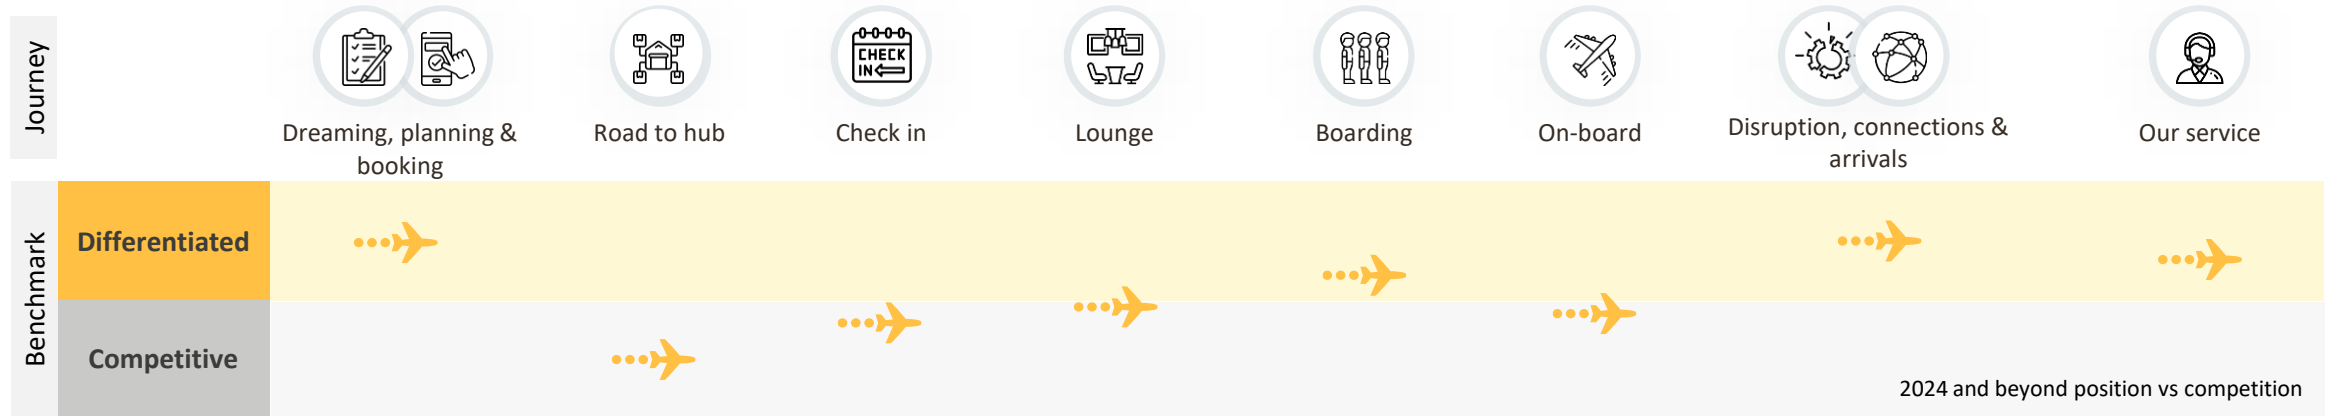 Journey
CHECK
IN
Dreaming, planning &
booking
Road to hub
Check in
Lounge
Boarding
On-board
Disruption, connections &
arrivals
Our service
Benchmark
Differentiated
Competitive
2024 and beyond position vs competition